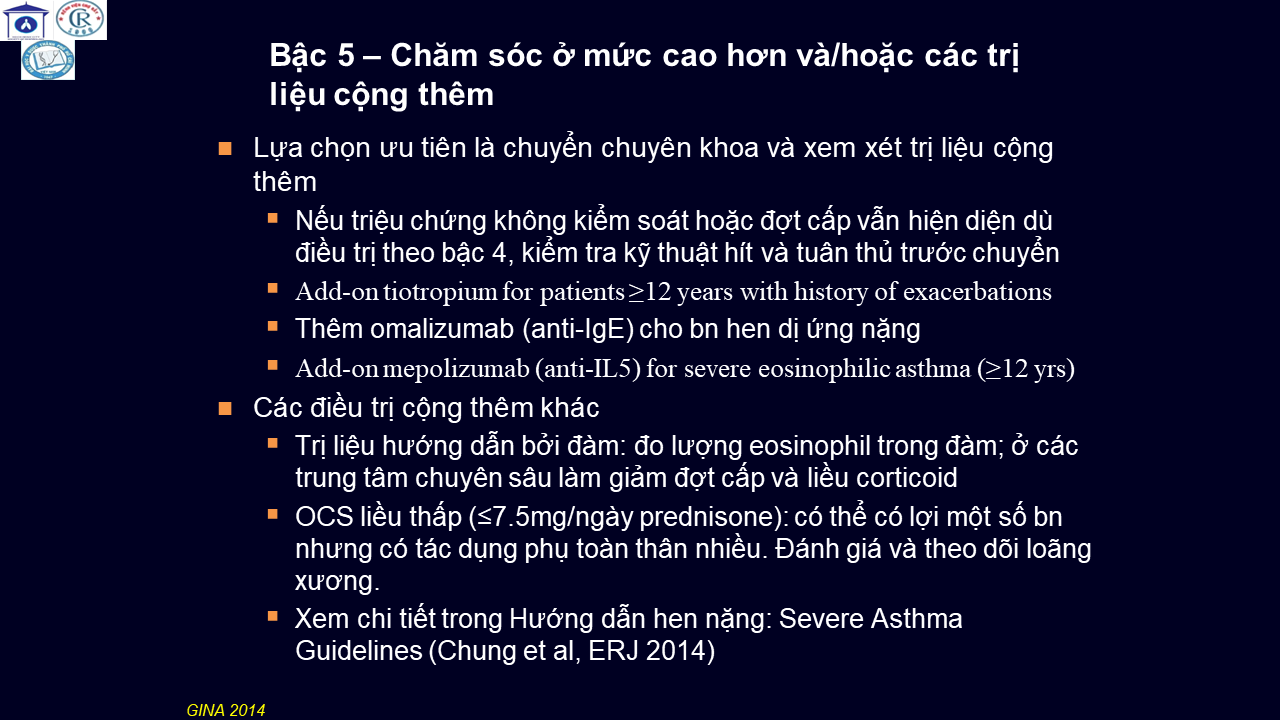 Bậc 5 – Chăm sóc ở mức cao hơn và/hoặc các trị
liệu cộng thêm
Lựa chọn ưu tiên là chuyển chuyên khoa và xem xét trị liệu cộng
thêm
Nếu triệu chứng không kiểm soát hoặc đợt cấp vẫn hiện diện dù
điều trị theo bậc 4, kiểm tra kỹ thuật hít và tuân thủ trước chuyển
Add-on tiotropium for patients ≥12 years with history of exacerbations
Thêm omalizumab (anti-IgE) cho bn hen dị ứng nặng
Add-on mepolizumab (anti-IL5) for severe eosinophilic asthma (≥12 yrs)
Các điều trị cộng thêm khác
Trị liệu hướng dẫn bởi đàm: đo lượng eosinophil trong đàm; ở các
trung tâm chuyên sâu làm giảm đợt cấp và liều corticoid
OCS liều thấp (≤7.5mg/ngày prednisone): có thể có lợi một số bn
nhưng có tác dụng phụ toàn thân nhiều. Đánh giá và theo dõi loãng
xương.
Xem chi tiết trong Hướng dẫn hen nặng: Severe Asthma
Guidelines (Chung et al, ERJ 2014)
GINA 2014